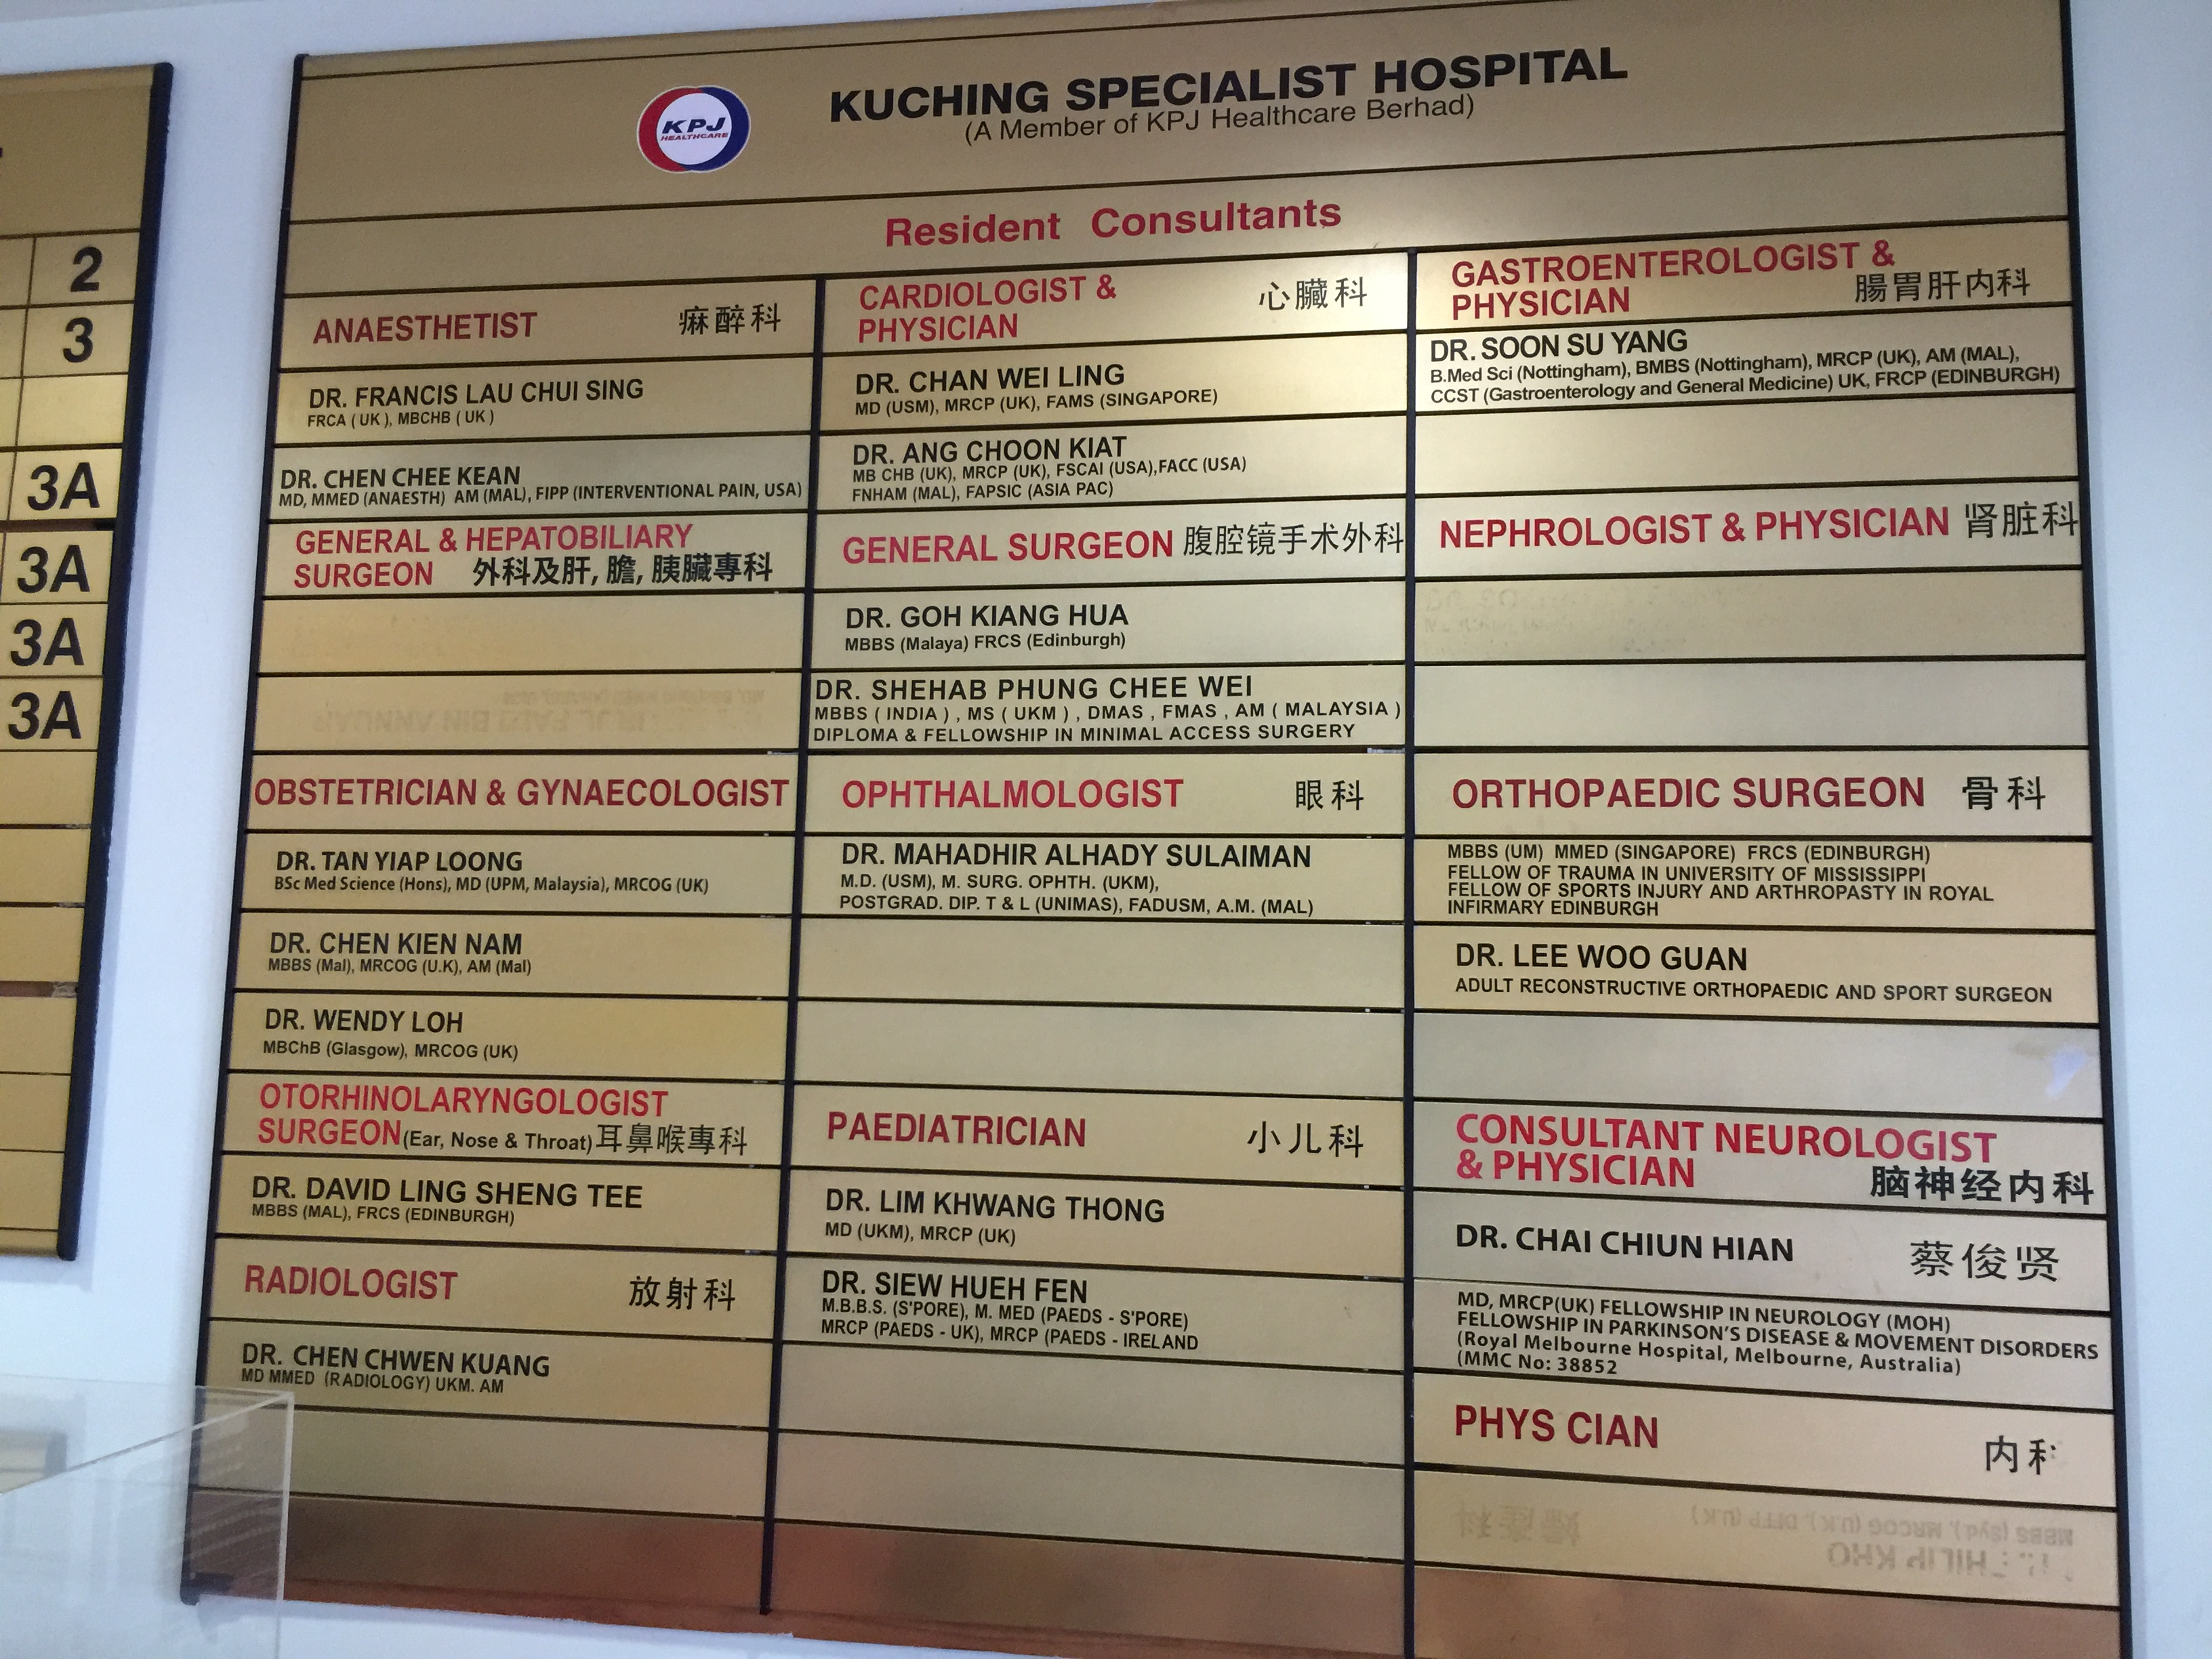 2
3
3A
3A
3A
3A
KPJ
HEALTHCARE
KUCHING SPECIALIST HOSPITAL
(A Member of KPJ Healthcare Berhad)
Resident Consultants
ANAESTHETIST 痳醉科
DR. FRANCIS LAU CHUI SING
FRCA ( UK ), MBCHB ( UK )
DR. CHEN CHEE KEAN
MD, MMED (ANAESTH) AM (MAL), FIPP (INTERVENTIONAL PAIN, USA)
GENERAL & HEPATOBILIARY
SURGEON 外科及肝, 膽, 胰臟專科
OBSTETRICIAN & GYNAECOLOGIST
DR. TAN YIAP LOONG
BSc Med Science (Hons), MD (UPM, Malaysia), MRCOG (UK)
DR. CHEN KIEN NAM
MBBS (Mal), MRCOG (U.K), AM (Mal)
DR. WENDY LOH
MBChB (Glasgow), MRCOG (UK)
OTORHINOLARYNGOLOGIST
SURGEON (Ear, Nose & Throat) 耳鼻喉專科
DR. DAVID LING SHENG TEE
MBBS (MAL), FRCS (EDINBURGH)
RADIOLOGIST 放射科
DR. CHEN CHWEN KUANG
MD MMED (RADIOLOGY) UKM. AM
CARDIOLOGIST &
PHYSICIAN 心臟科
DR. CHAN WEI LING
MD (USM), MRCP (UK), FAMS (SINGAPORE)
DR. ANG CHOON KIAT
MB CHB (UK), MRCP (UK), FSCAI (USA),FACC (USA)
FNHAM (MAL), FAPSIC (ASIA PAC)
GENERAL SURGEON 腹腔镜手术外科
DR. GOH KIANG HUA
MBBS (Malaya) FRCS (Edinburgh)
DR. SHEHAB PHUNG CHEE WEI
MBBS ( INDIA ) , MS ( UKM ) , DMAS , FMAS , AM ( MALAYSIA )
DIPLOMA & FELLOWSHIP IN MINIMAL ACCESS SURGERY
OPHTHALMOLOGIST 眼科
DR. MAHADHIR ALHADY SULAIMAN
M.D. (USM), M. SURG. OPHTH. (UKM),
POSTGRAD. DIP. T & L (UNIMAS), FADUSM, A.M. (MAL)
PAEDIATRICIAN 小儿科
DR. LIM KHWANG THONG
MD (UKM), MRCP (UK)
DR. SIEW HUEH FEN
M.B.B.S. (S'PORE), M. MED (PAEDS - S'PORE)
MRCP (PAEDS - UK), MRCP (PAEDS - IRELAND
GASTROENTEROLOGIST &
PHYSICIAN 腸胃肝内科
DR. SOON SU YANG
B.Med Sci (Nottingham), BMBS (Nottingham), MRCP (UK), AM (MAL),
CCST (Gastroenterology and General Medicine) UK, FRCP (EDINBURGH)
NEPHROLOGIST & PHYSICIAN 肾脏科
ORTHOPAEDIC SURGEON 骨科
MBBS (UM) MMED (SINGAPORE) FRCS (EDINBURGH)
FELLOW OF TRAUMA IN UNIVERSITY OF MISSISSIPPI
FELLOW OF SPORTS INJURY AND ARTHROPASTY IN ROYAL
INFIRMARY EDINBURGH
DR. LEE WOO GUAN
ADULT RECONSTRUCTIVE ORTHOPAEDIC AND SPORT SURGEON
CONSULTANT NEUROLOGIST
& PHYSICIAN 脑神经内科
DR. CHAI CHIUN HIAN 蔡俊贤
MD, MRCP(UK) FELLOWSHIP IN NEUROLOGY (MOH)
FELLOWSHIP IN PARKINSON'S DISEASE & MOVEMENT DISORDERS
(Royal Melbourne Hospital, Melbourne, Australia)
(MMC No: 38852
PHYS CIAN 内科